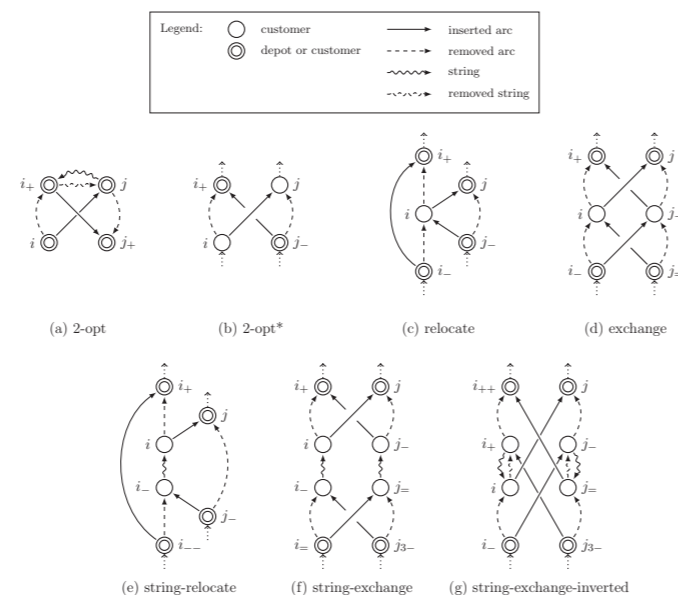 Legend:
customer
depot or customer
inserted arc
removed arc
string
removed string
i+ j
i j+
(a) 2-opt
i+ j
i j−
(b) 2-opt*
i+
j
i
j−
i−
(c) relocate
i+ j
i j−
i− j=
(d) exchange
i+
j
i
i−
j−
i−−
(e) string-relocate
i+ j
i j−
i− j=
i= j3−
(f) string-exchange
i++ j
i+ j−
i j=
i− j3−
(g) string-exchange-inverted